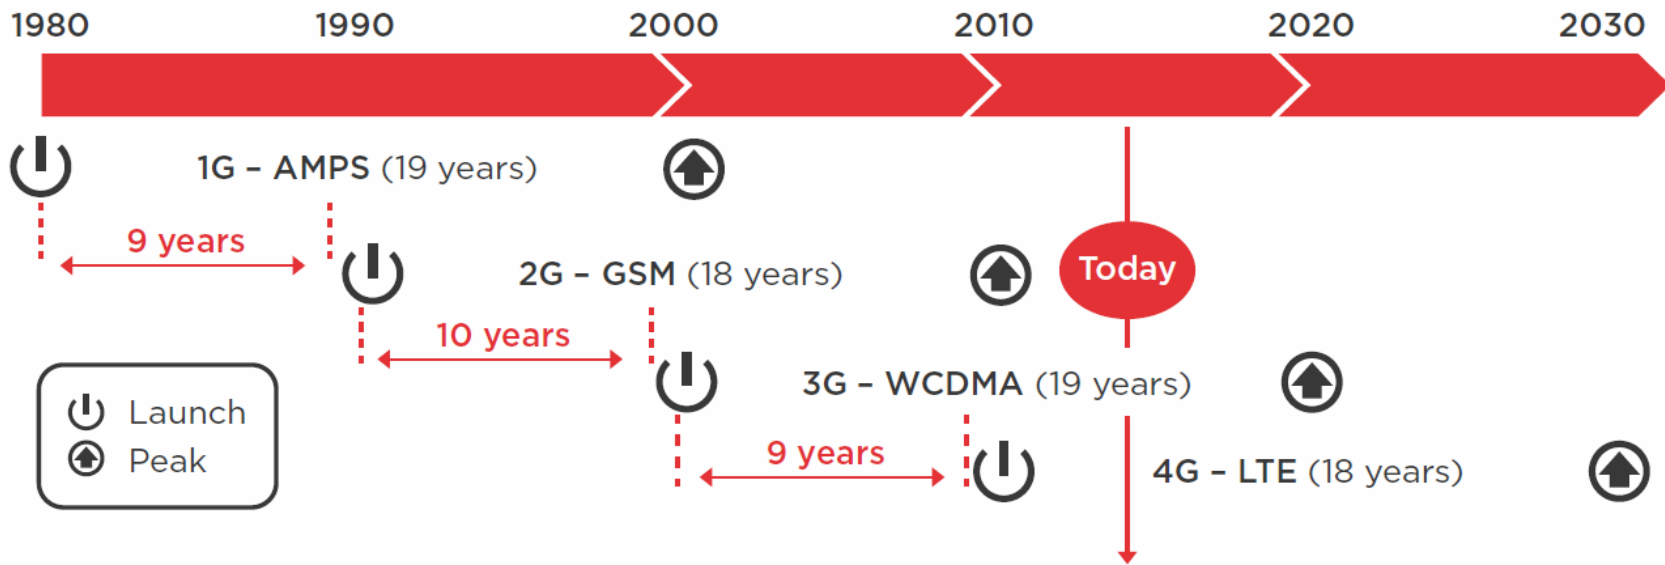 1980 1990 2000 2010 2020 2030
1G – AMPS (19 years)
9 years
2G – GSM (18 years)
Today
10 years
3G – WCDMA (19 years)
Launch
9 years
Peak
4G – LTE (18 years)